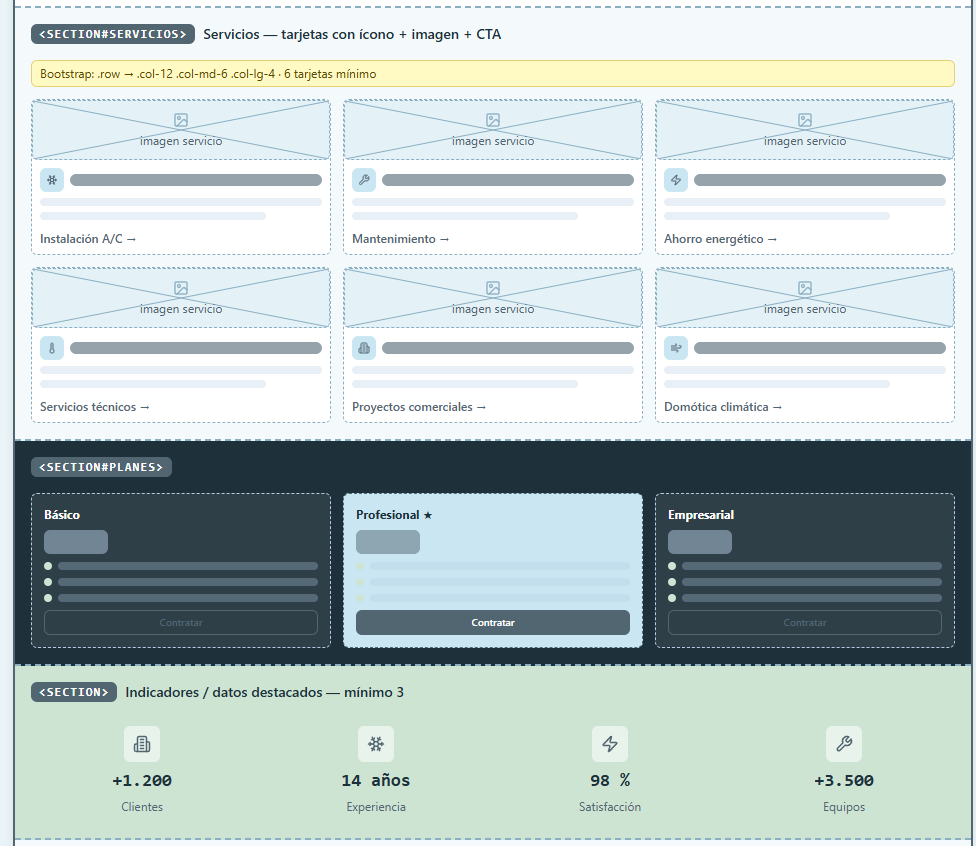 <SECTION#SERVICIOS> Servicios — tarjetas con ícono + imagen + CTA
Bootstrap: .row → .col-12 .col-md-6 .col-lg-4 · 6 tarjetas mínimo
imagen servicio imagen servicio imagen servicio
Instalación A/C → Mantenimiento → Ahorro energético →
imagen servicio imagen servicio imagen servicio
Servicios técnicos → Proyectos comerciales → Domótica climática →
<SECTION#PLANES>
Básico Profesional ★ Empresarial
Contratar Contratar Contratar
<SECTION> Indicadores / datos destacados — mínimo 3
+1.200 14 años 98 % +3.500
Clientes Experiencia Satisfacción Equipos